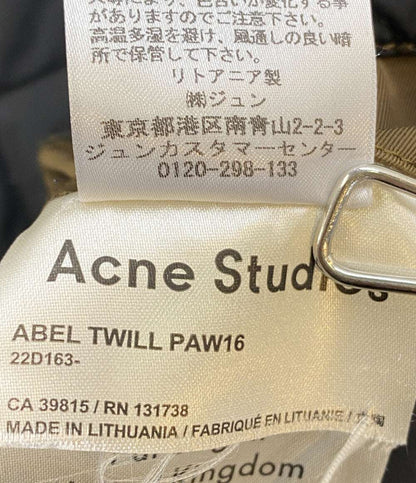 がありますのでご注意下さい。
高温多湿を避け、風通しの良い暗
所で保管して下さい。
リトアニア製
㈱ジュン
東京都港区南青山2-2-3
ジュンカスタマーセンター
0120-298-133
Acne Studios
ABEL TWILL PAW16
22D163-
CA 39815 / RN 131738
MADE IN LITHUANIA / FABRIQUÉ EN LITUANIE /
Kingdom